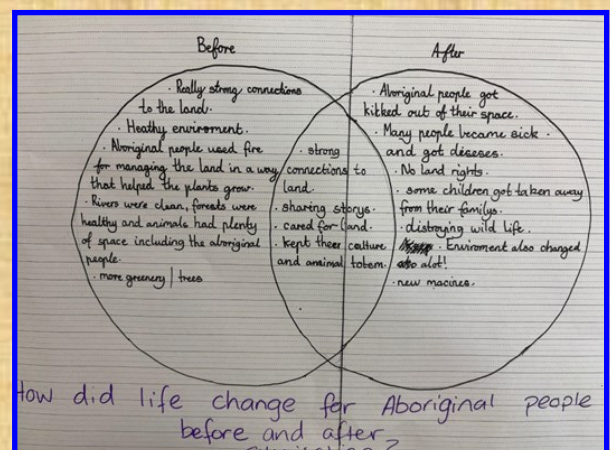 Before
· Really strong connections
to the land.
· Heathy enviroment.
· Aboriginal people used fire
for managing the land in a way
that helped the plants grow.
· Rivers were clean, forests were
healthy and animals had plenty
of space including the aboriginal
people.
· more greenery | trees
· strong
connections to
land.
· sharing storys.
· cared for land.
· kept theer culture
and animal totem.
After
· Aboriginal people got
kitked out of their space.
· Many people became sick
and got diseses.
· No land rights.
· some children got taken away
from their familys.
· distroying wild life.
· Enviroment also changed
alot!
· new macines.
How did life change for Aboriginal people
before and after